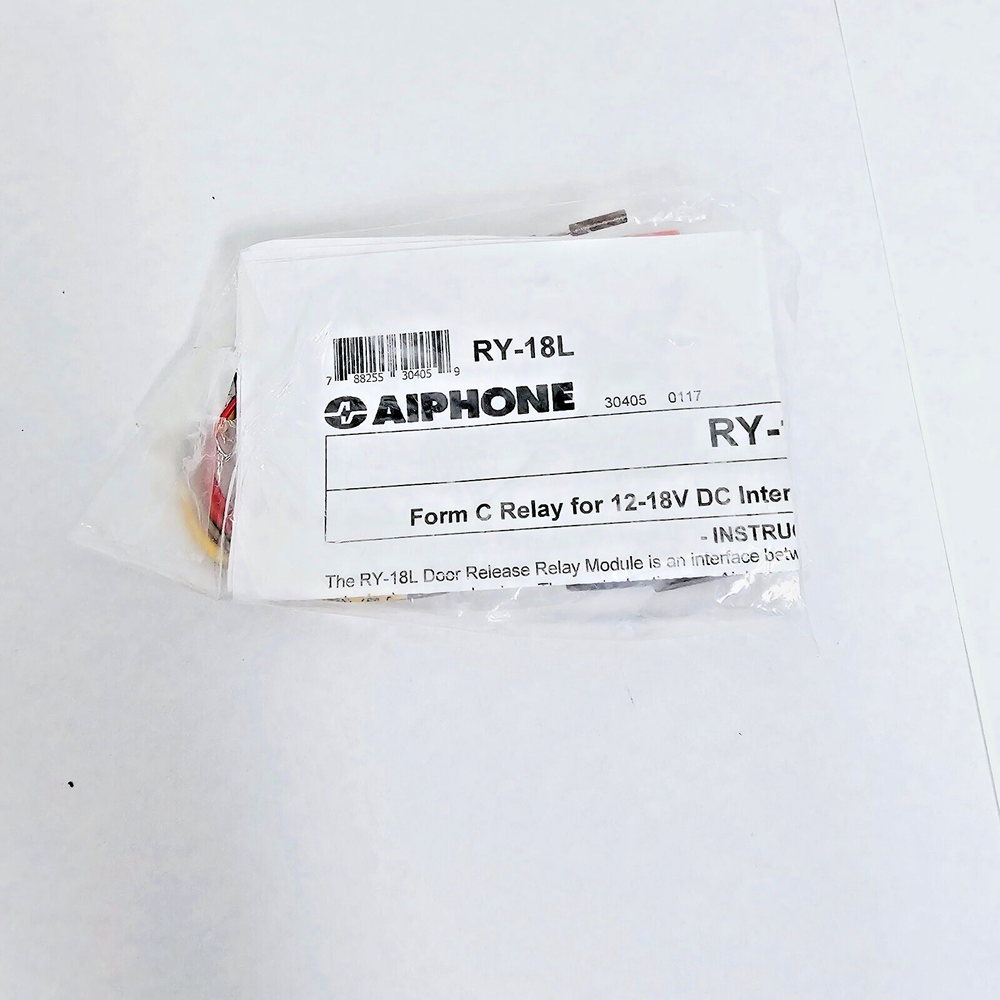 RY-18L
7 88255 30405 9
AIPHONE 30405 0117
RY-
Form C Relay for 12-18V DC Inter
- INSTRUC
The RY-18L Door Release Relay Module is an interface betw